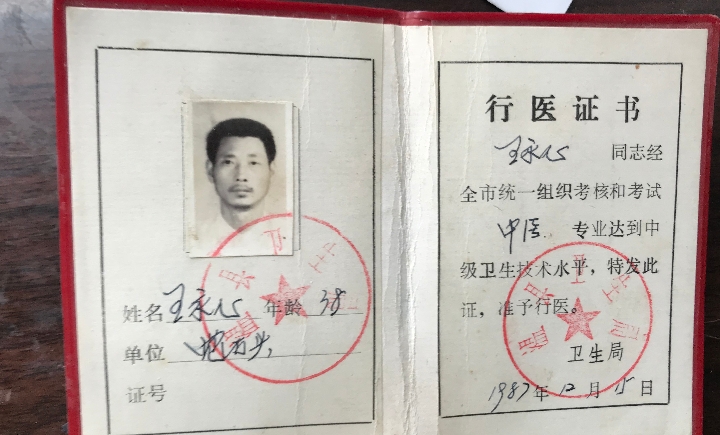 姓名 王永心 年龄 38
单位
证号
行医证书
王永心 同志经
全市统一组织考核和考试
中医 专业达到中
级卫生技术水平，特发此
证，准予行医。
卫生局
1987年12月15日